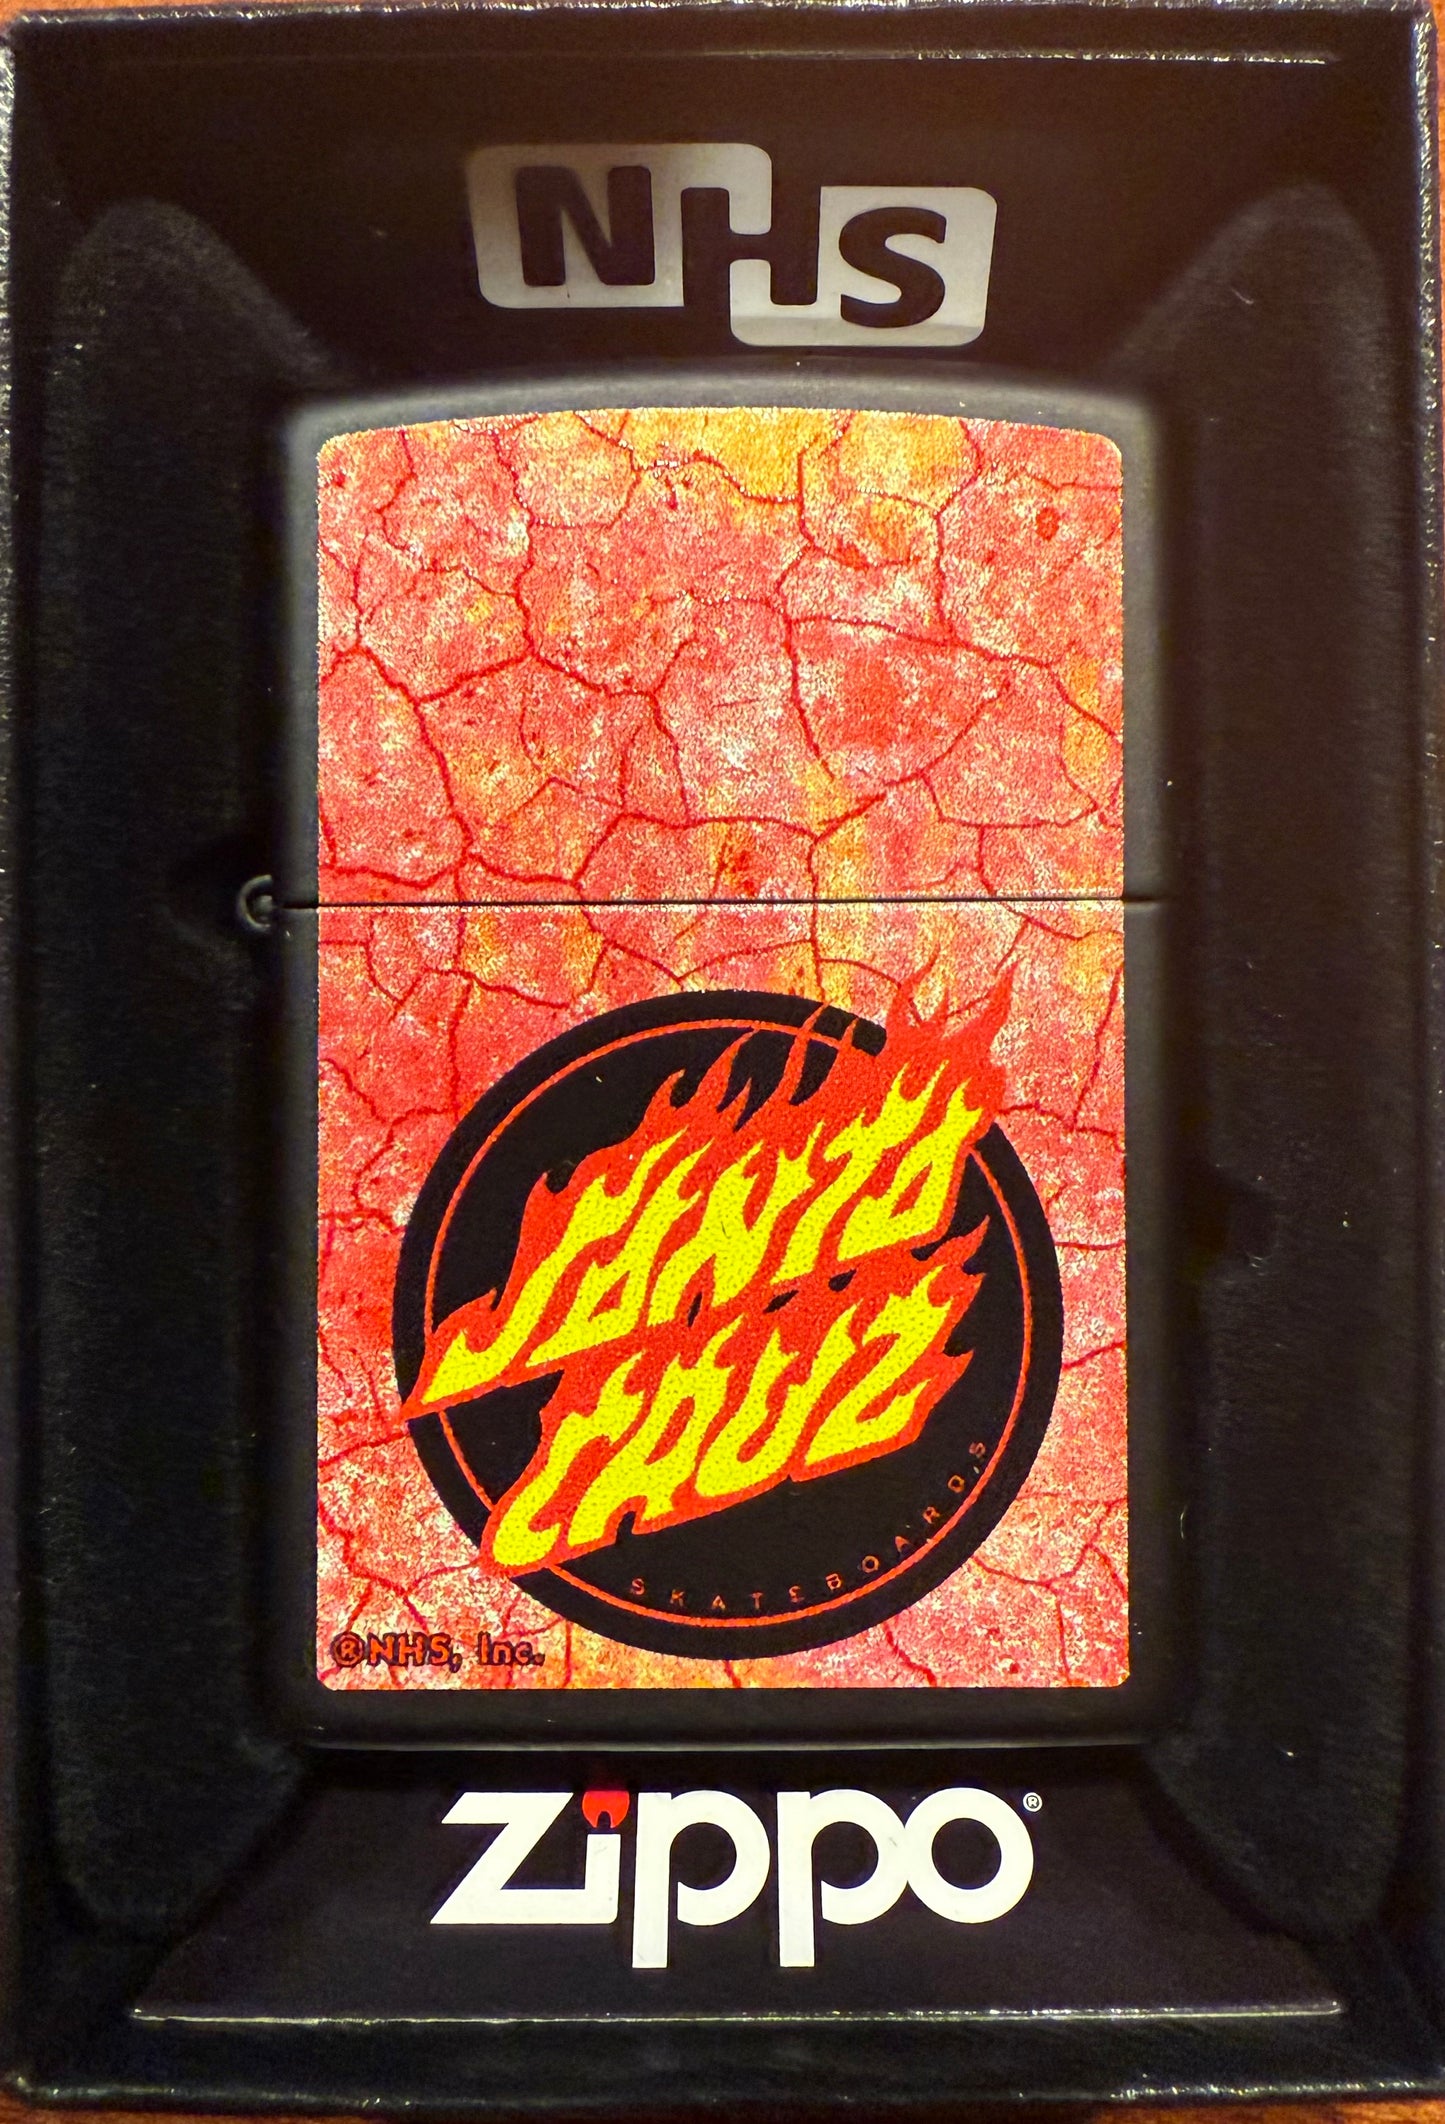 NHS
SANTA
CRUZ
SKATEBOARDS
®NHS, Inc.
zippo®